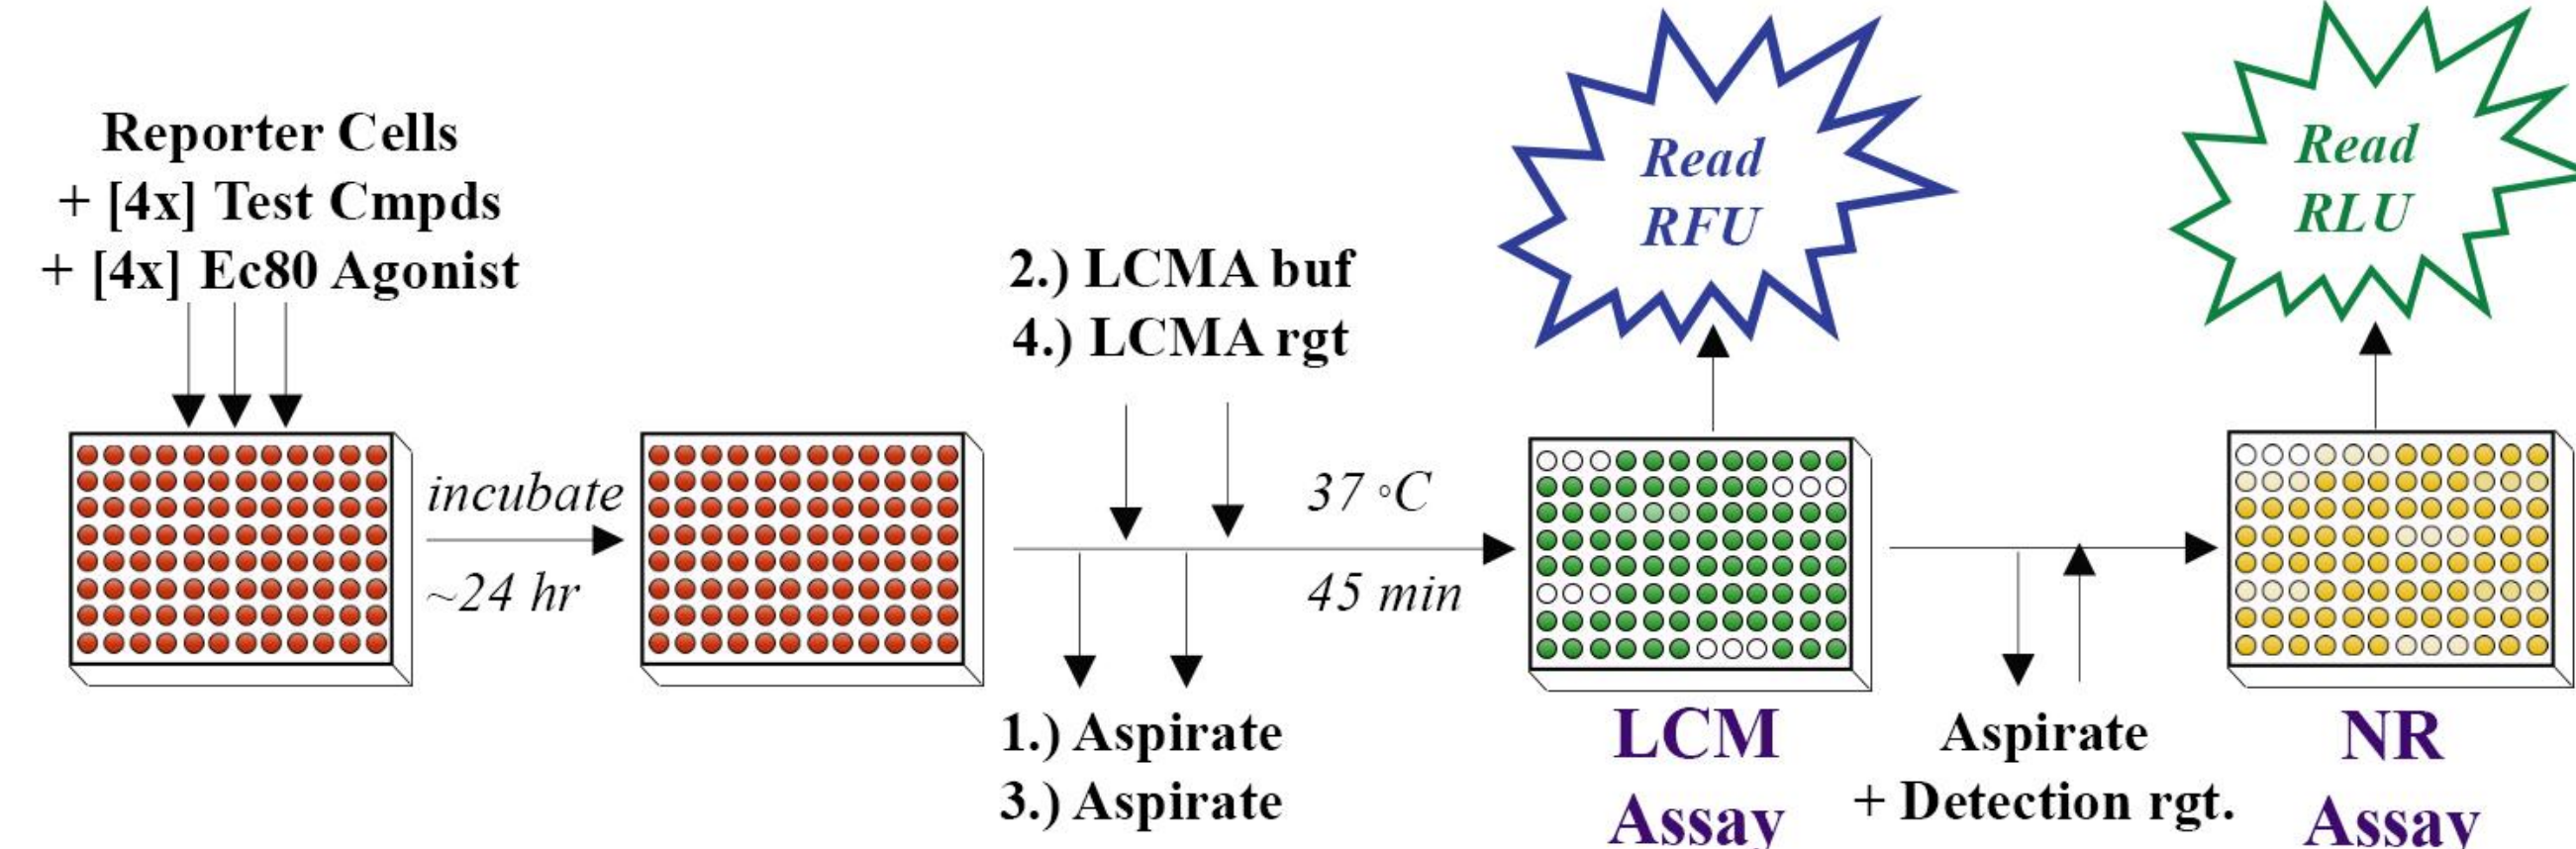 Reporter Cells
+ [4x] Test Cmpds
+ [4x] Ec80 Agonist
incubate
~24 hr
2.) LCMA buf
4.) LCMA rgt
1.) Aspirate
3.) Aspirate
37 °C
45 min
Read
RFU
LCM
Assay
Aspirate
+ Detection rgt.
Read
RLU
NR
Assay